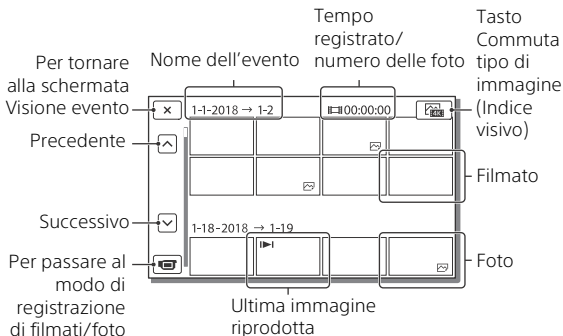 Tempo
registrato/
numero delle foto
Tasto
Commuta
tipo di
immagine
(Indice
visivo)
Nome dell'evento
Per tornare
alla schermata
Visione evento
1-1-2018 → 1-2
00:00:00
4K
Precedente
Filmato
Successivo
1-18-2018 → 1-19
Per passare al
modo di
registrazione
di filmati/foto
Foto
Ultima immagine
riprodotta